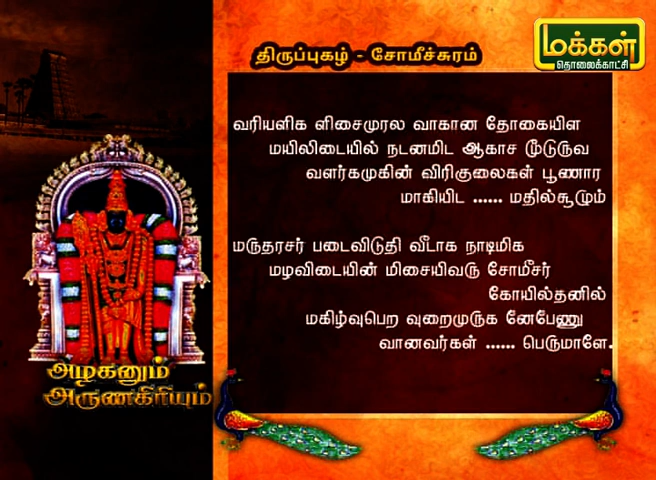 மக்கள்
தொலைக்காட்சி
திருப்புகழ் - சோமீச்சுரம்
வரியளிக ளிசைமுரல வாகான தோகையிள
மயிலிடையில் நடனமிட ஆகாச மூடுருவ
வளர்கமுகின் விரிகுலைகள் பூணார
மாகியிட ...... மதில்சூழும்
மருதரசர் படைவிடுதி வீடாக நாடிமிக
மழவிடையின் மிசையிவரு சோமீசர்
கோயில்தனில்
மகிழ்வுபெற வுறைமுருக னேபேணு
வானவர்கள் ...... பெருமாளே.
அழகனும்
அருணகிரியும்